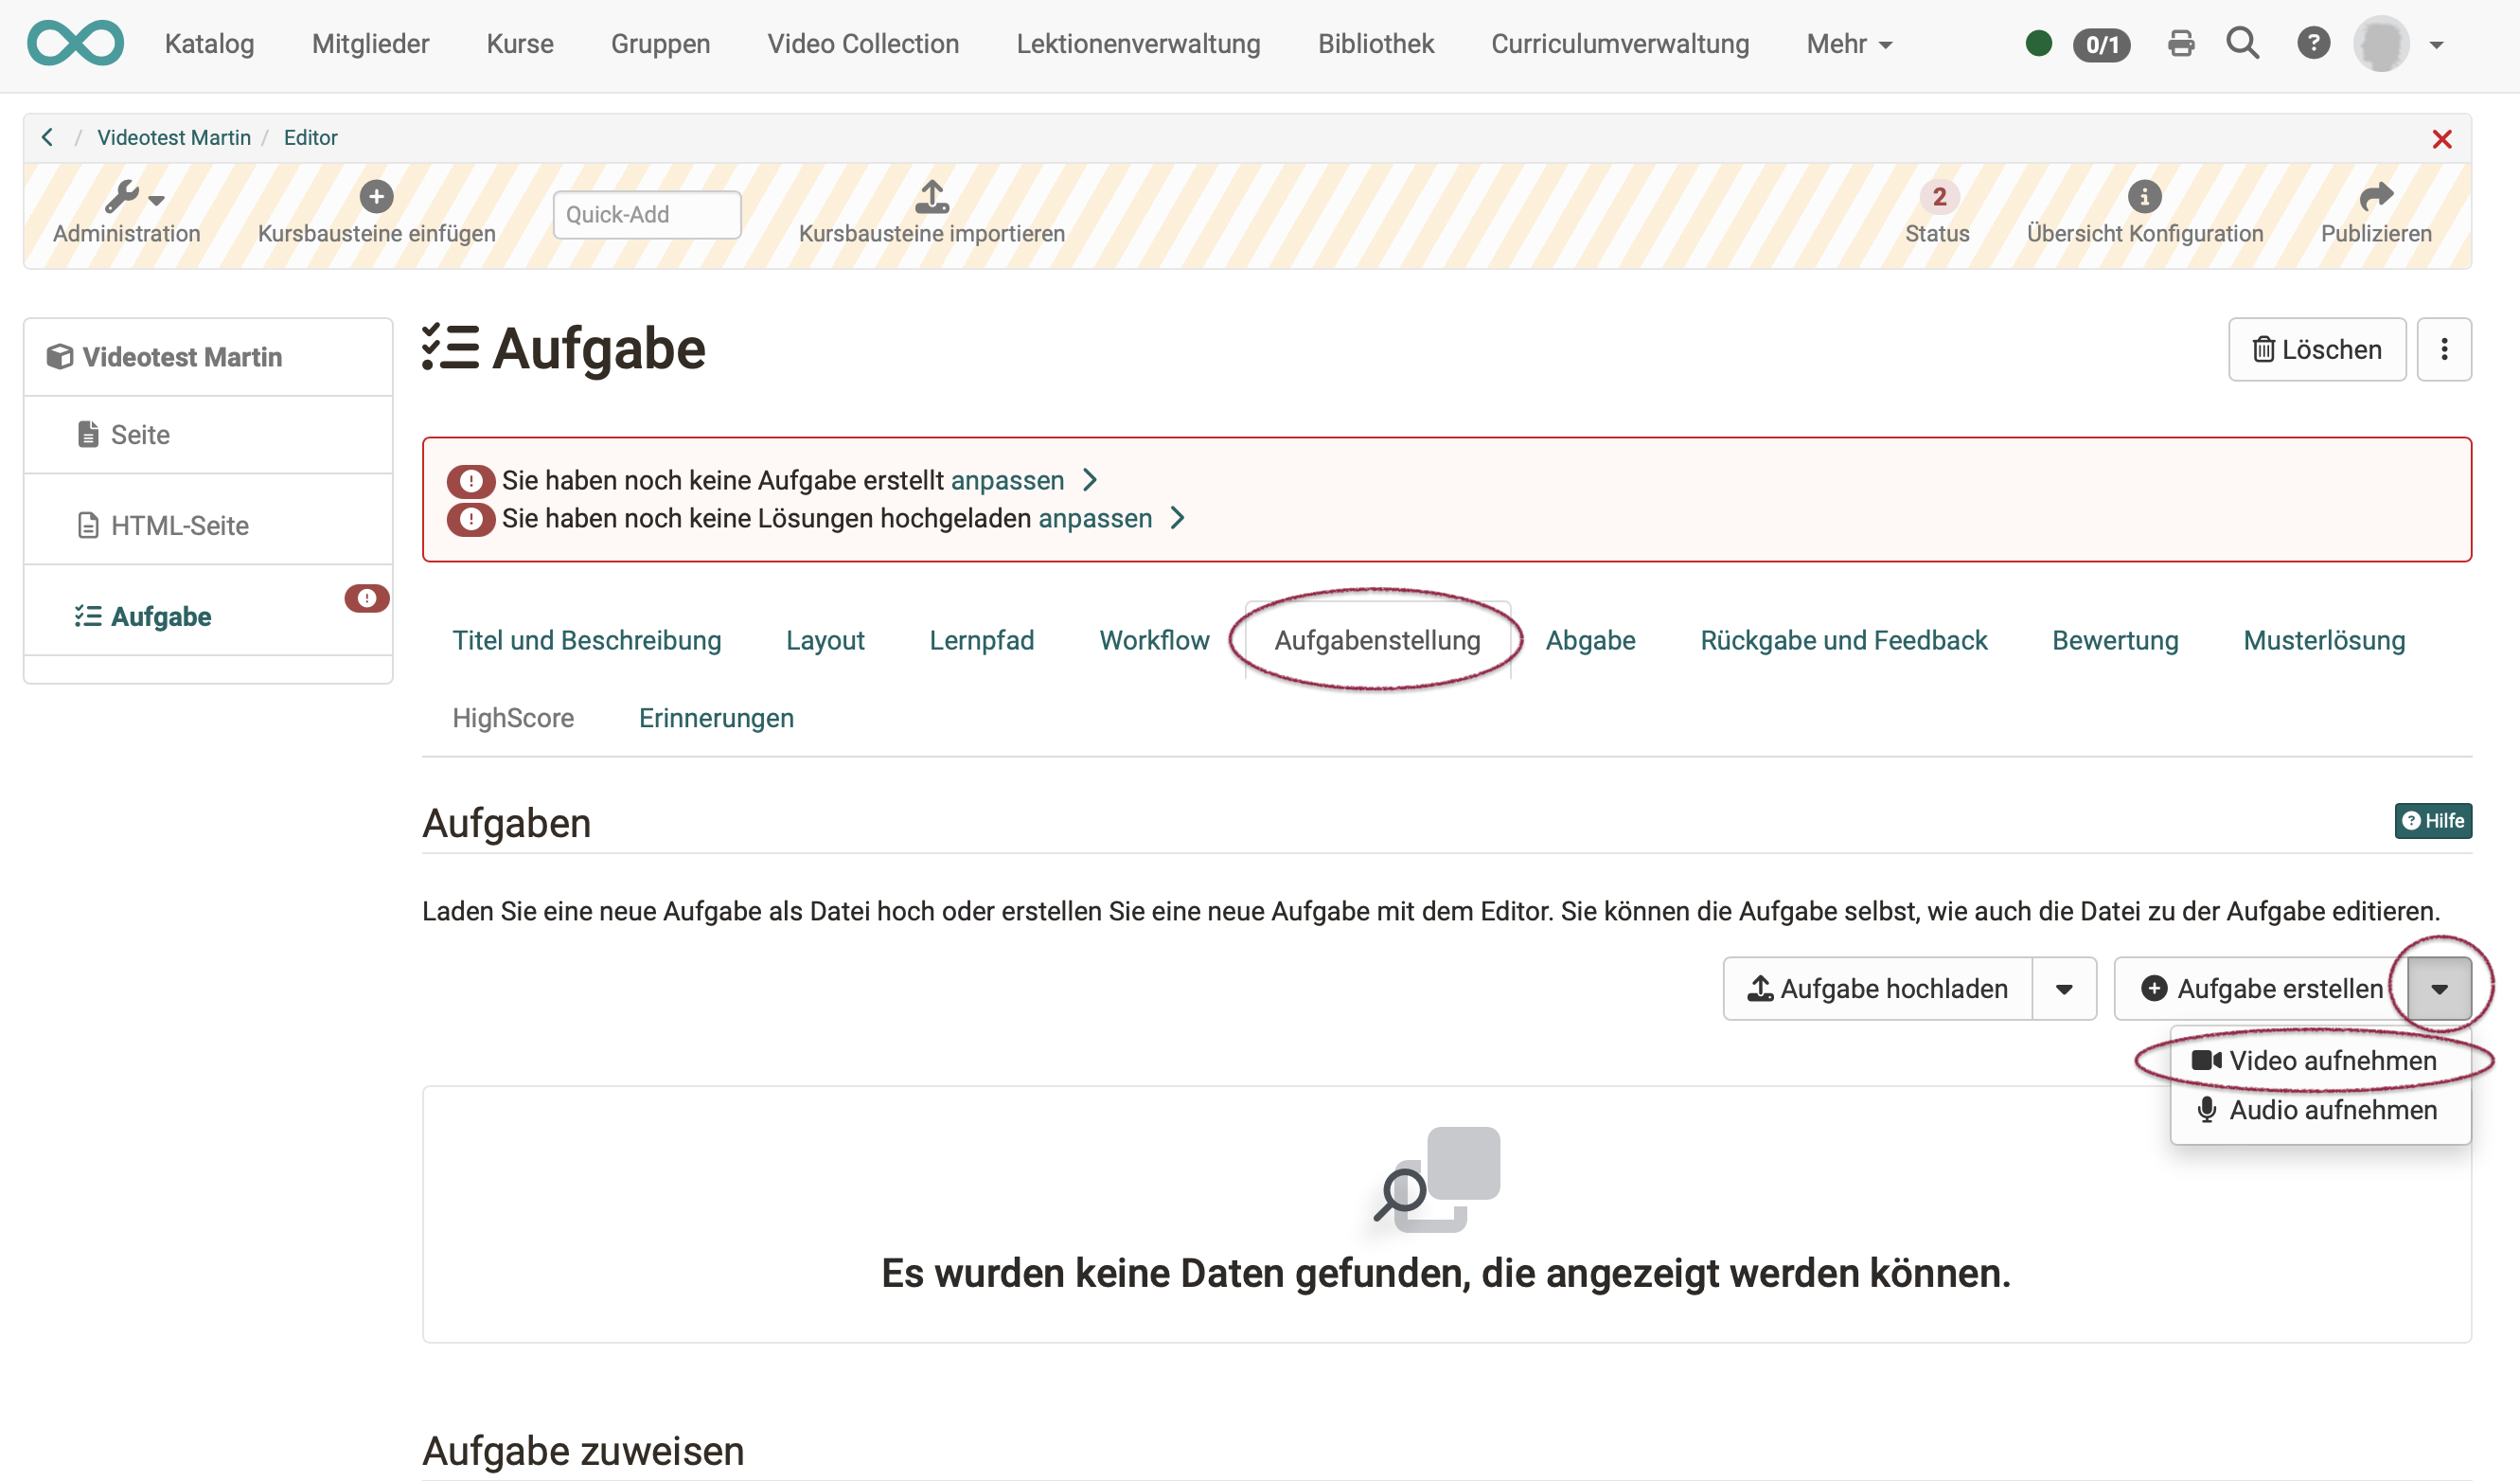 Katalog Mitglieder Kurse Gruppen Video Collection Lektionenverwaltung Bibliothek Curriculumverwaltung Mehr 0/1
/ Videotest Martin / Editor
Administration Kursbausteine einfügen Quick-Add Kursbausteine importieren 2 Status Übersicht Konfiguration Publizieren
Videotest Martin
Seite
HTML-Seite
Aufgabe
Aufgabe Löschen
Sie haben noch keine Aufgabe erstellt anpassen
Sie haben noch keine Lösungen hochgeladen anpassen
Titel und Beschreibung Layout Lernpfad Workflow Aufgabenstellung Abgabe Rückgabe und Feedback Bewertung Musterlösung
HighScore Erinnerungen
Aufgaben Hilfe
Laden Sie eine neue Aufgabe als Datei hoch oder erstellen Sie eine neue Aufgabe mit dem Editor. Sie können die Aufgabe selbst, wie auch die Datei zu der Aufgabe editieren.
Aufgabe hochladen Aufgabe erstellen
Video aufnehmen
Audio aufnehmen
Es wurden keine Daten gefunden, die angezeigt werden können.
Aufgabe zuweisen